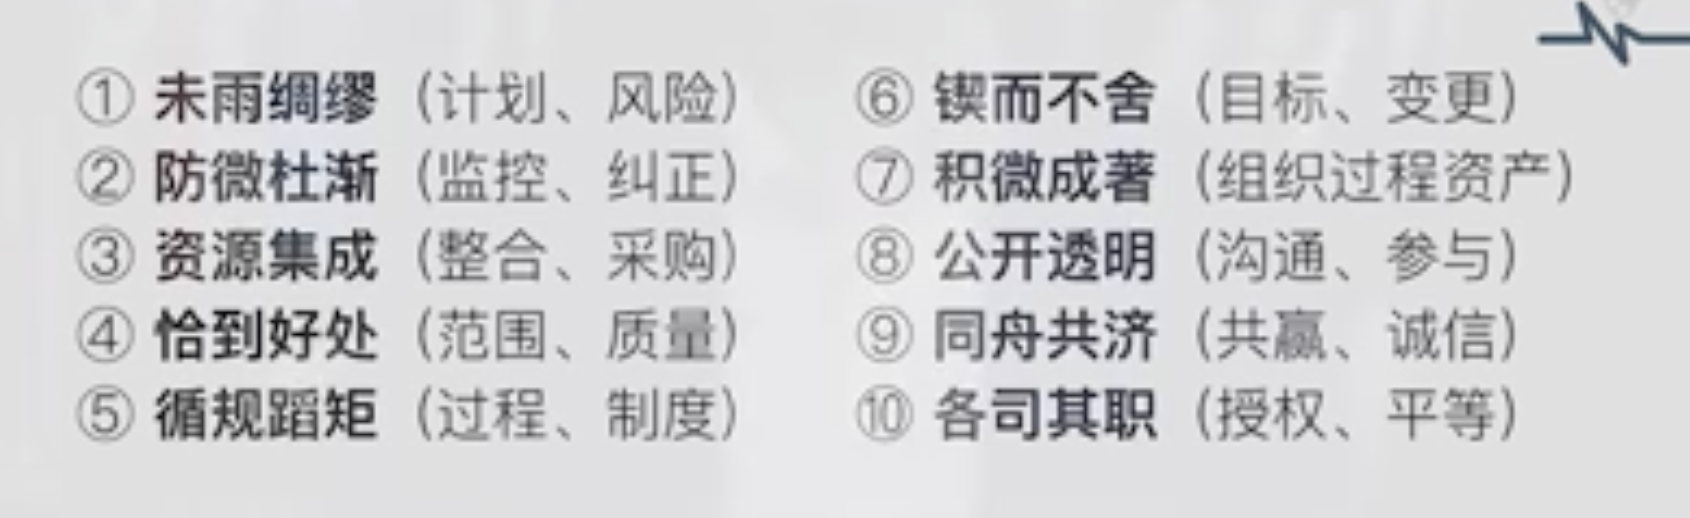 ① 未雨绸缪（计划、风险）
② 防微杜渐（监控、纠正）
③ 资源集成（整合、采购）
④ 恰到好处（范围、质量）
⑤ 循规蹈矩（过程、制度）
⑥ 锲而不舍（目标、变更）
⑦ 积微成著（组织过程资产）
⑧ 公开透明（沟通、参与）
⑨ 同舟共济（共赢、诚信）
⑩ 各司其职（授权、平等）